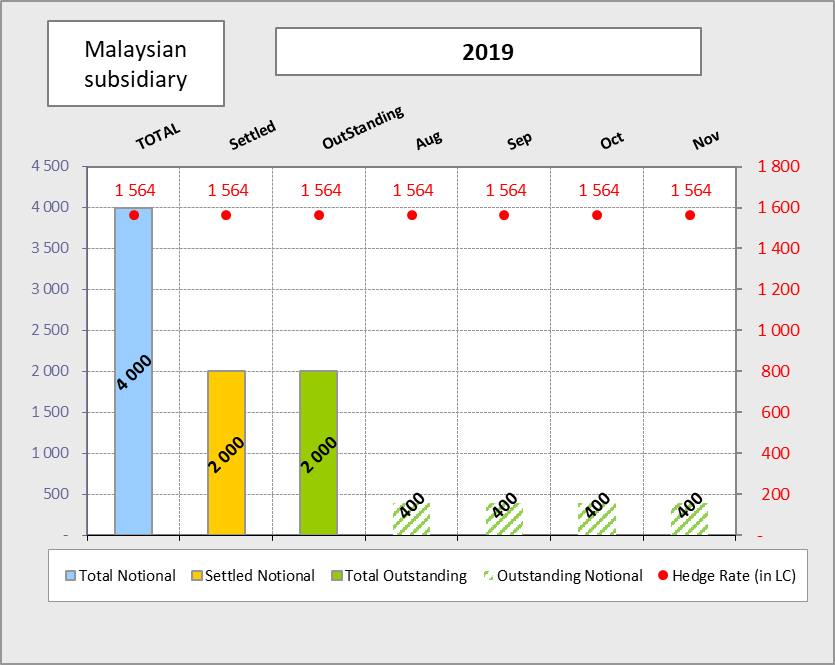 Malaysian
subsidiary
2019
TOTAL Settled OutStanding Aug Sep Oct Nov
4 500 1 800
1 564 1 564 1 564 1 564 1 564 1 564 1 564
4 000 1 600
3 500 1 400
3 000 1 200
2 500 1 000
2 000 800
4 000
1 500 600
1 000 400
2 000 2 000
500 200
400 400 400 400
- -
Total Notional Settled Notional Total Outstanding Outstanding Notional Hedge Rate (in LC)